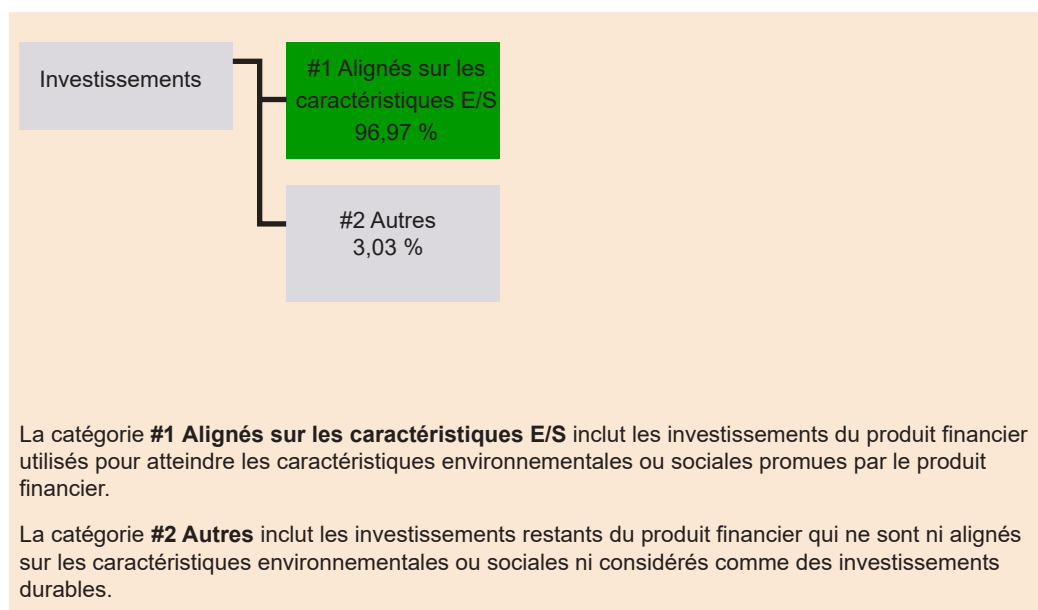 Investissements
#1 Alignés sur les
caractéristiques E/S
96,97 %
#2 Autres
3,03 %
La catégorie #1 Alignés sur les caractéristiques E/S inclut les investissements du produit financier
utilisés pour atteindre les caractéristiques environnementales ou sociales promues par le produit
financier.
La catégorie #2 Autres inclut les investissements restants du produit financier qui ne sont ni alignés
sur les caractéristiques environnementales ou sociales ni considérés comme des investissements
durables.